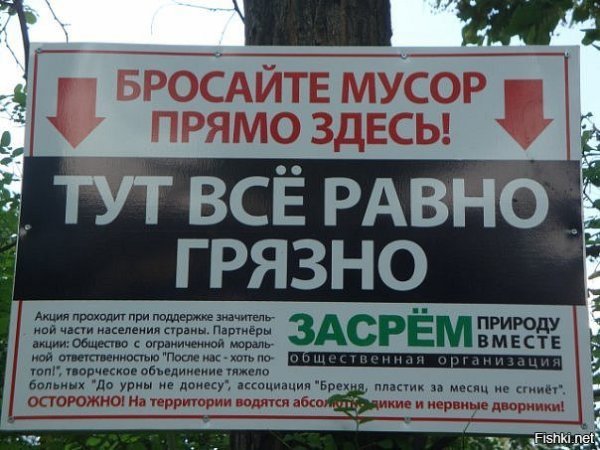 БРОСАЙТЕ МУСОР
ПРЯМО ЗДЕСЬ!
ТУТ ВСЁ РАВНО
ГРЯЗНО
Акция проходит при поддержке значитель-
ной части населения страны. Партнёры
акции: Общество с ограниченной мораль-
ной ответственностью "После нас - хоть по-
топ!", творческое объединение тяжело
больных "До урны не донесу", ассоциация "Брехня, пластик за месяц не сгниёт".
ЗАСРЁМ ПРИРОДУ
ВМЕСТЕ
общественная организация
ОСТОРОЖНО! На территории водятся абсолютно дикие и нервные дворники!
Fishki.net